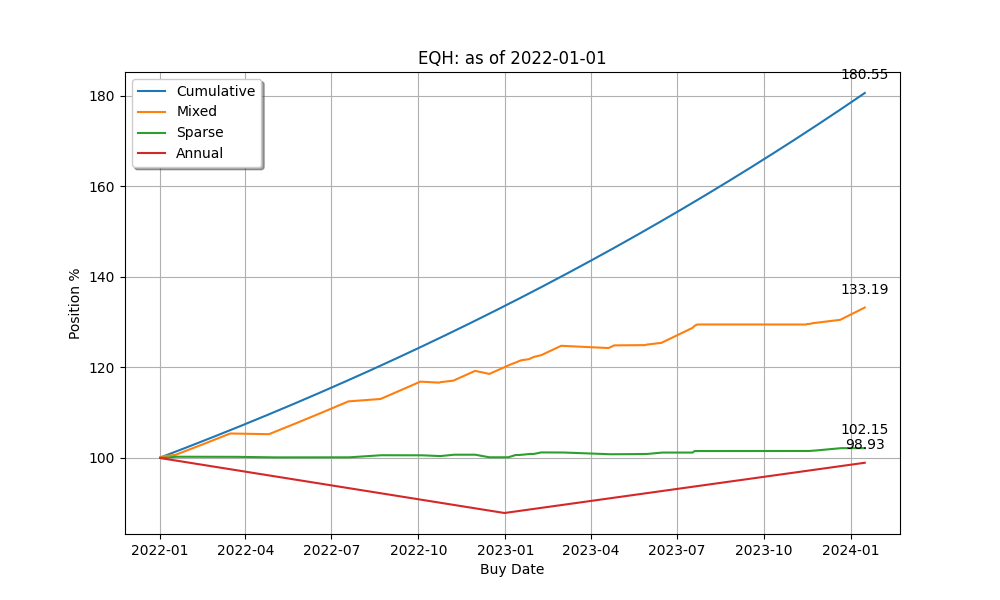 EQH: as of 2022-01-01
Cumulative
Mixed
Sparse
Annual
180.55
133.19
102.15
98.93
Position %
180
160
140
120
100
2022-01 2022-04 2022-07 2022-10 2023-01 2023-04 2023-07 2023-10 2024-01
Buy Date